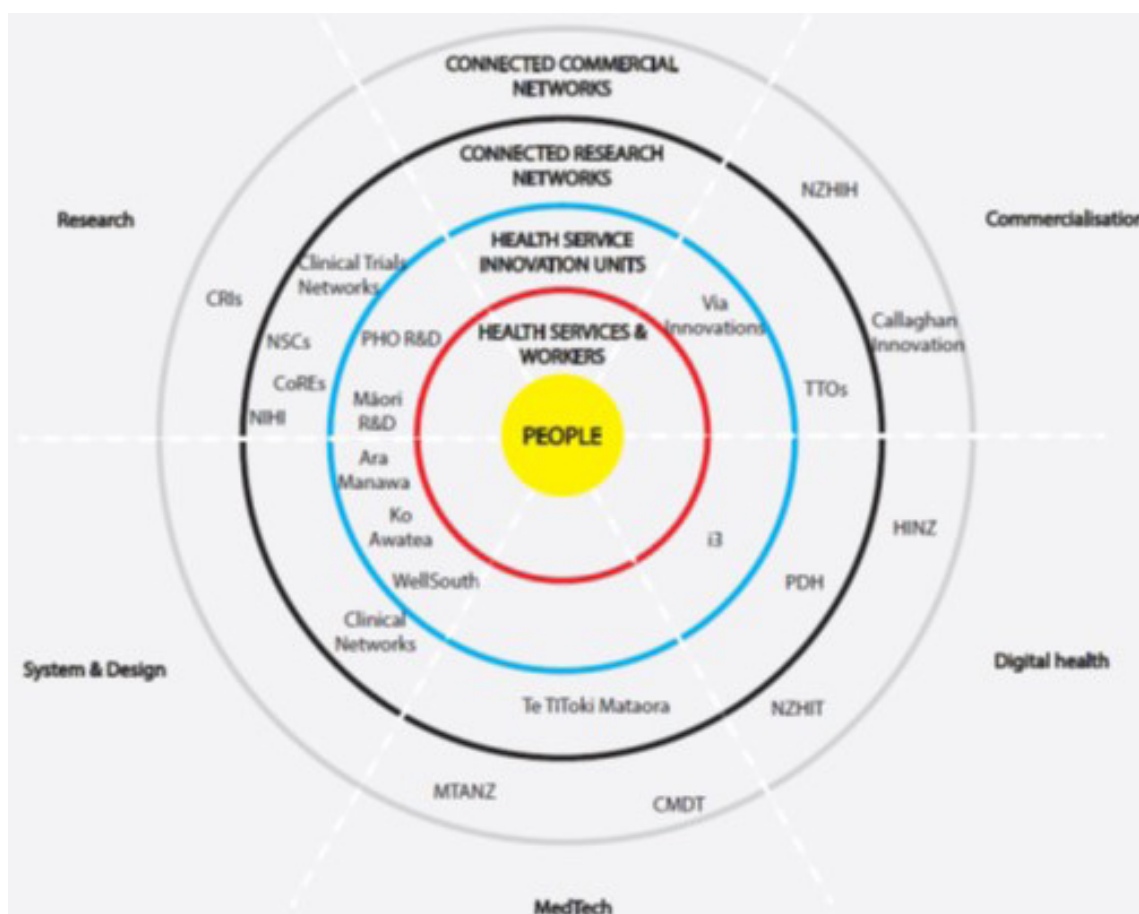 CONNECTED COMMERCIAL
NETWORKS
CONNECTED RESEARCH
NETWORKS
NZHIH
Research
Commercialisation
HEALTH SERVICE
INNOVATION UNITS
Clinical Trials
Networks
CRIs
Via
Innovations
Callaghan
Innovation
NSCs
PHO R&D
HEALTH SERVICES &
WORKERS
CoREs
TTOs
NIHI
Māori
R&D
PEOPLE
Ara
Manawa
Ko
Awatea
i3
HINZ
WellSouth
PDH
Clinical
Networks
System & Design
Digital health
Te TIToki Mataora
NZHIT
MTANZ
CMDT
MedTech